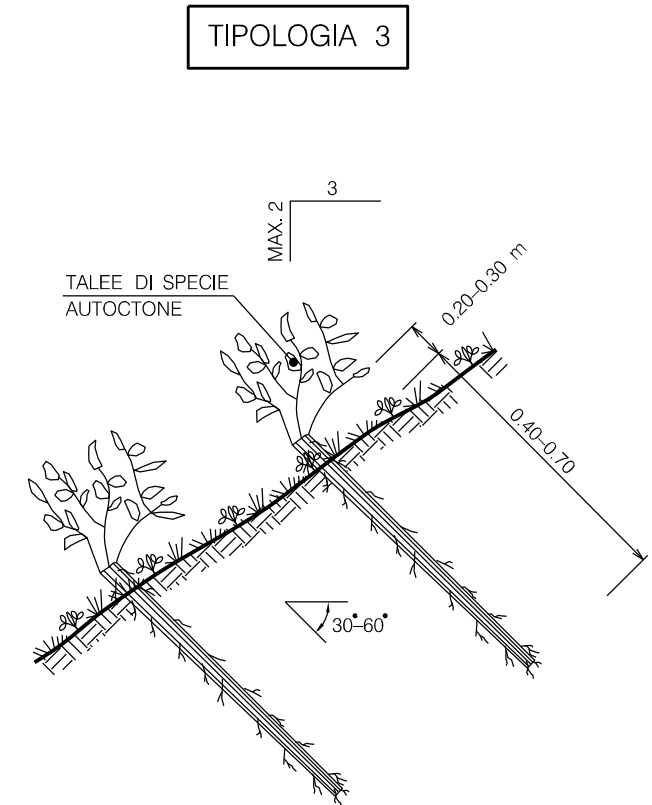 TIPOLOGIA 3
3
MAX. 2
TALEE DI SPECIE
AUTOCTONE
0.20–0.30 m
0.40–0.70
30–60°